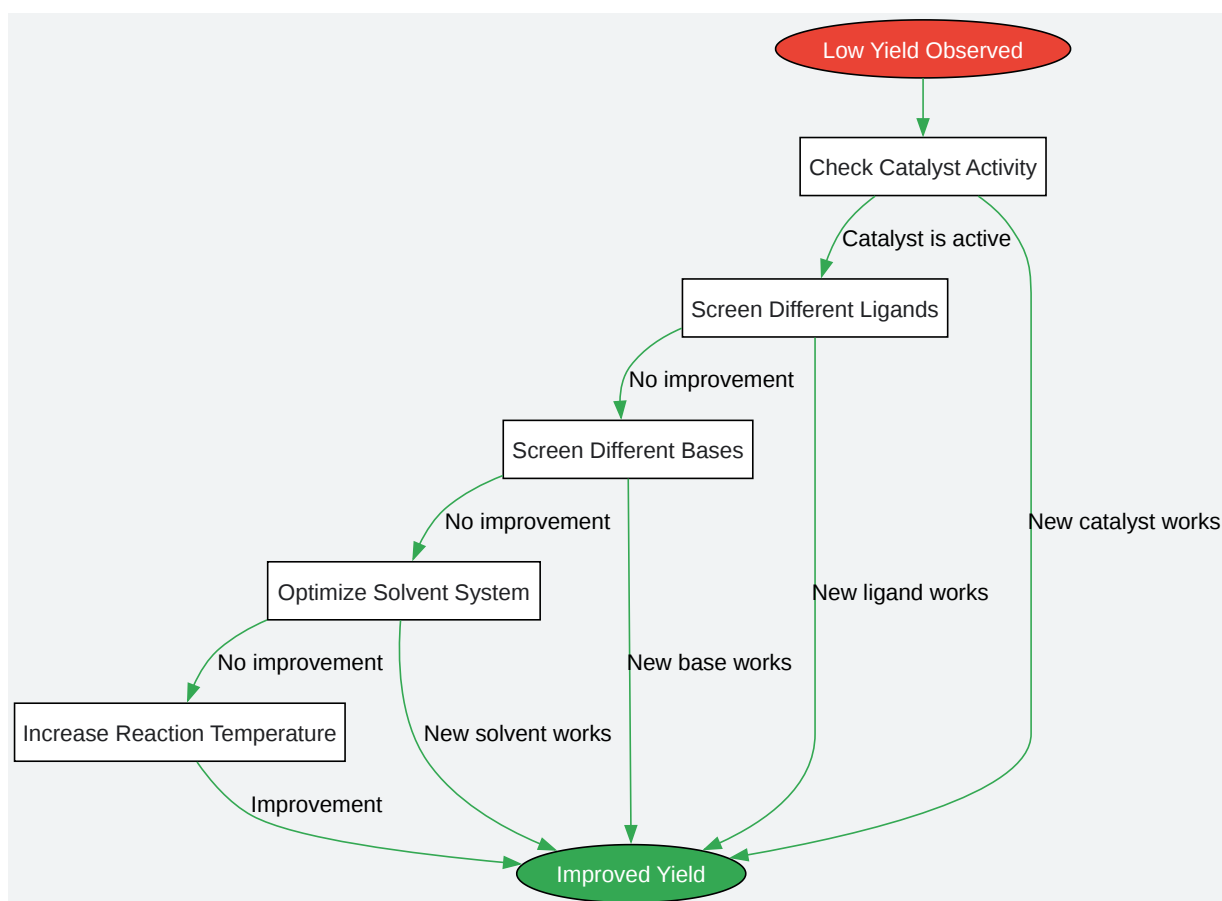 Low Yield Observed
Check Catalyst Activity
Catalyst is active
Screen Different Ligands
No improvement
Screen Different Bases
No improvement
New catalyst works
Optimize Solvent System
New ligand works
No improvement
New base works
Increase Reaction Temperature
New solvent works
Improvement
Improved Yield